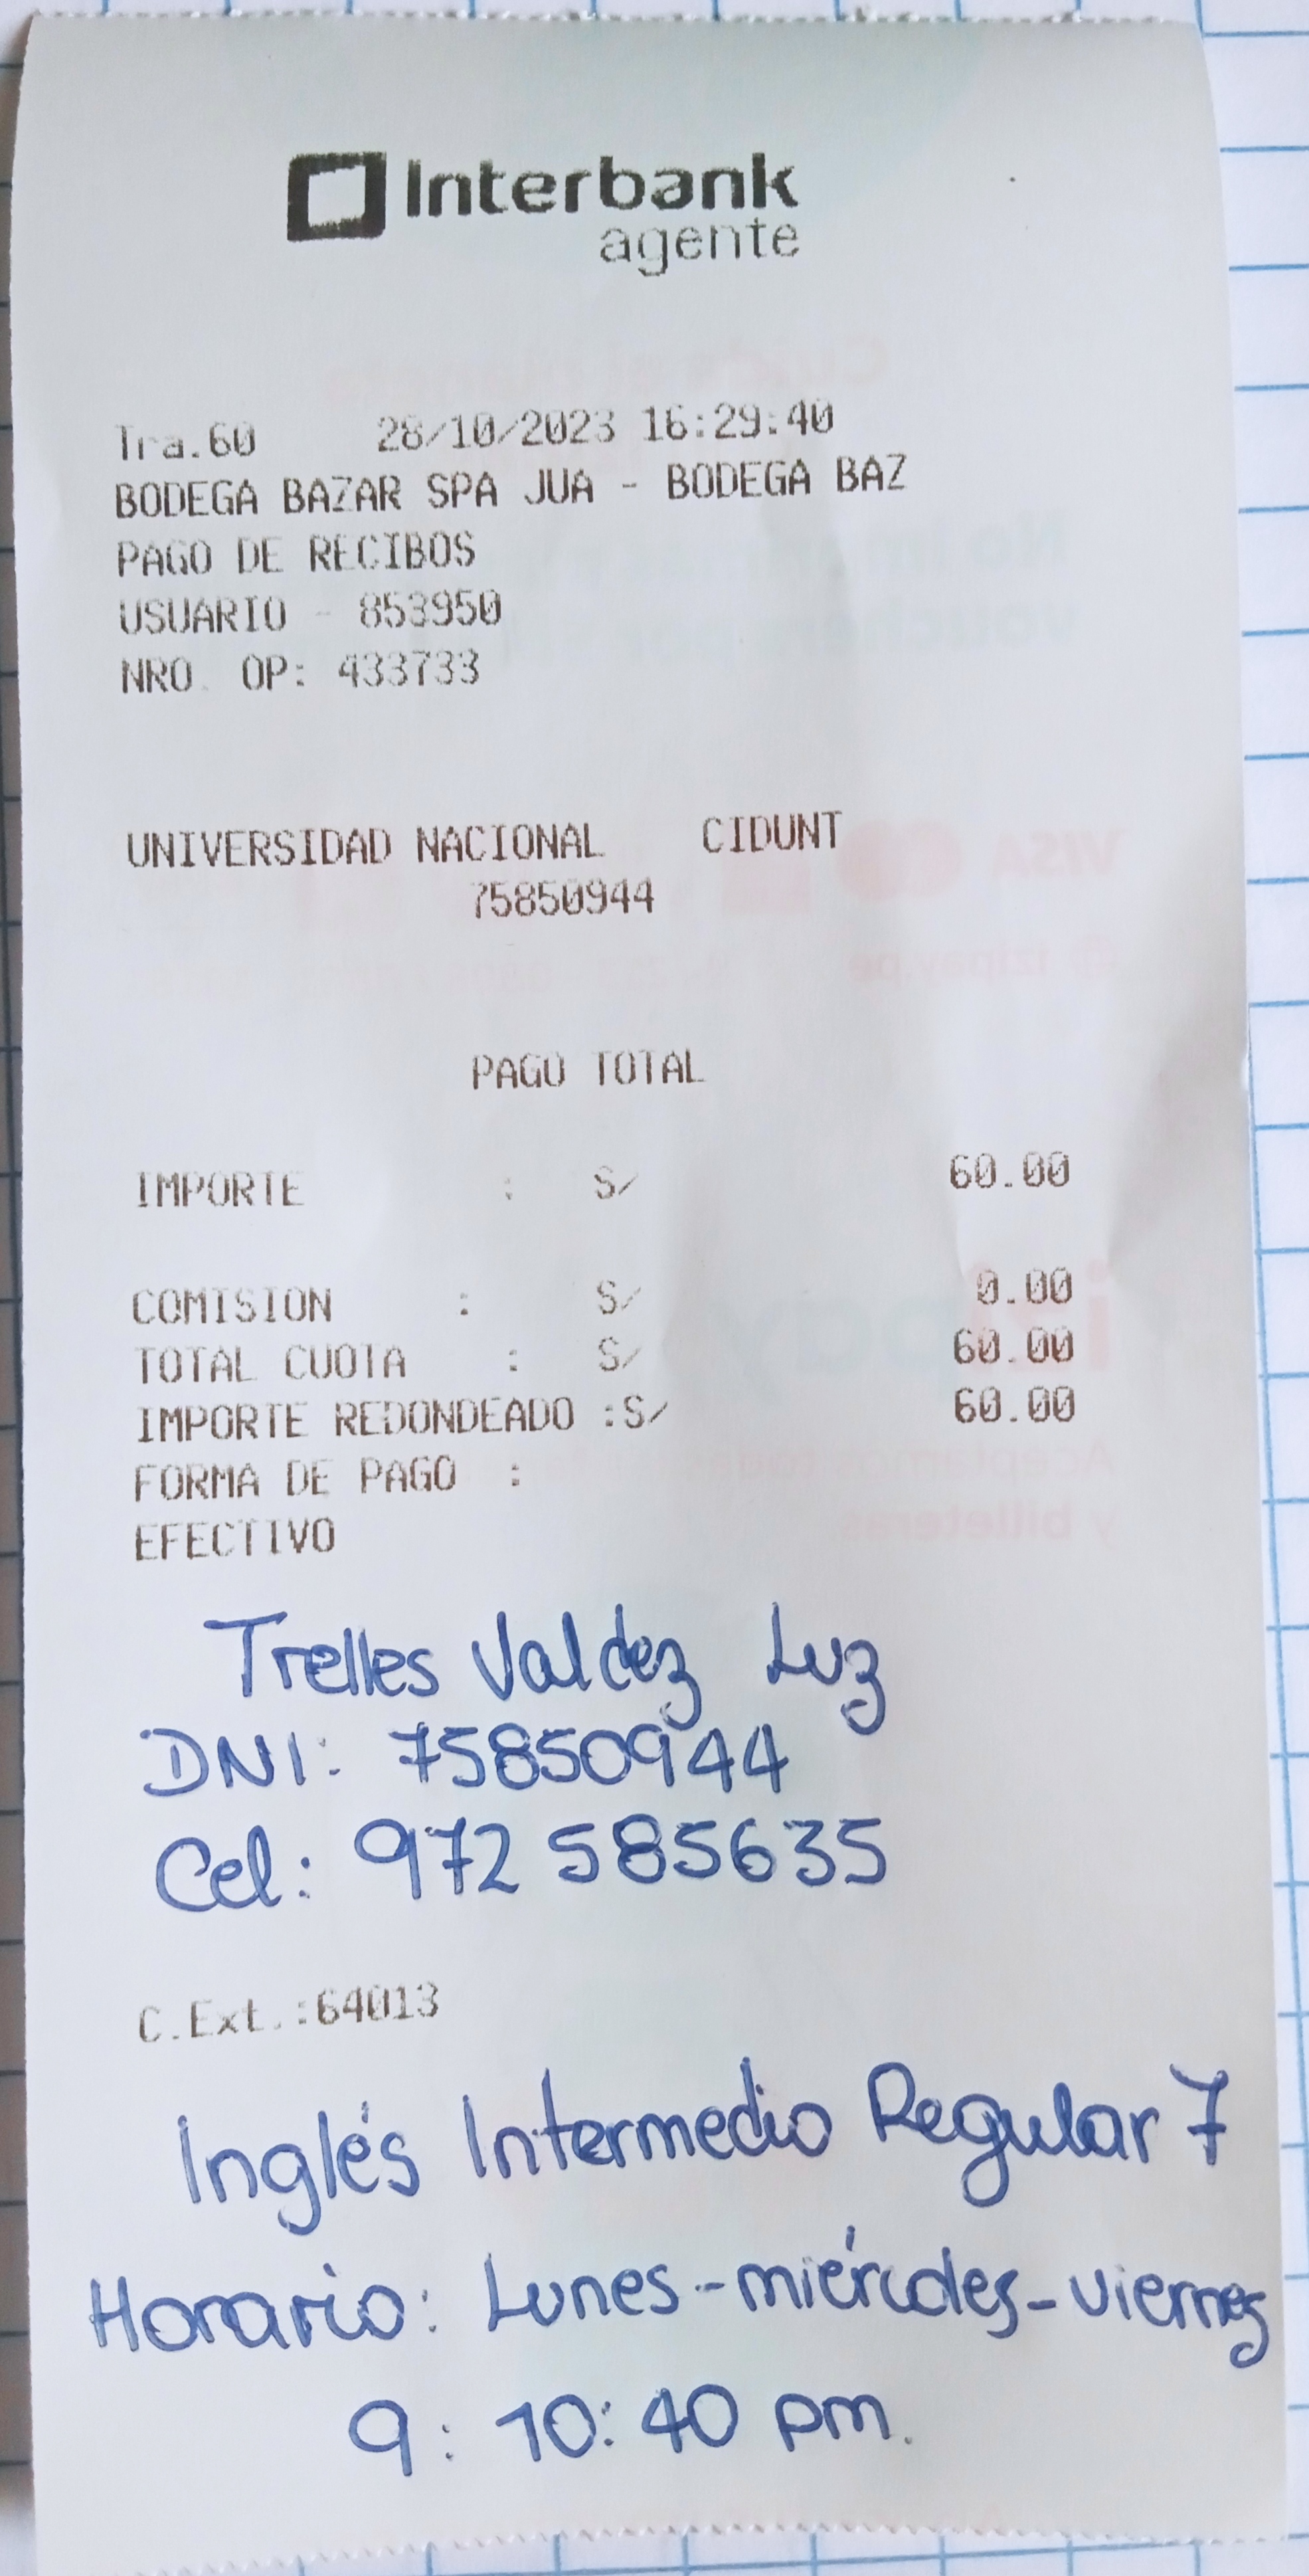 Interbank
agente
Tra.60 28/10/2023 16:29:40
BODEGA BAZAR SPA JUA - BODEGA BAZ
PAGO DE RECIBOS
USUARIO - 853950
NRO. OP: 433733
UNIVERSIDAD NACIONAL CIDUNT
75850944
PAGO TOTAL
IMPORTE : S/ 60.00
COMISION : S/ 0.00
TOTAL CUOTA : S/ 60.00
IMPORTE REDONDEADO :S/ 60.00
FORMA DE PAGO :
EFECTIVO
Trelles Valdez Luz
DNI: 75850944
Cel: 972 585635
C.Ext.:64013
Inglés Intermedio Regular 7
Horario: Lunes-miércoles-viernes
9: 10:40 pm.